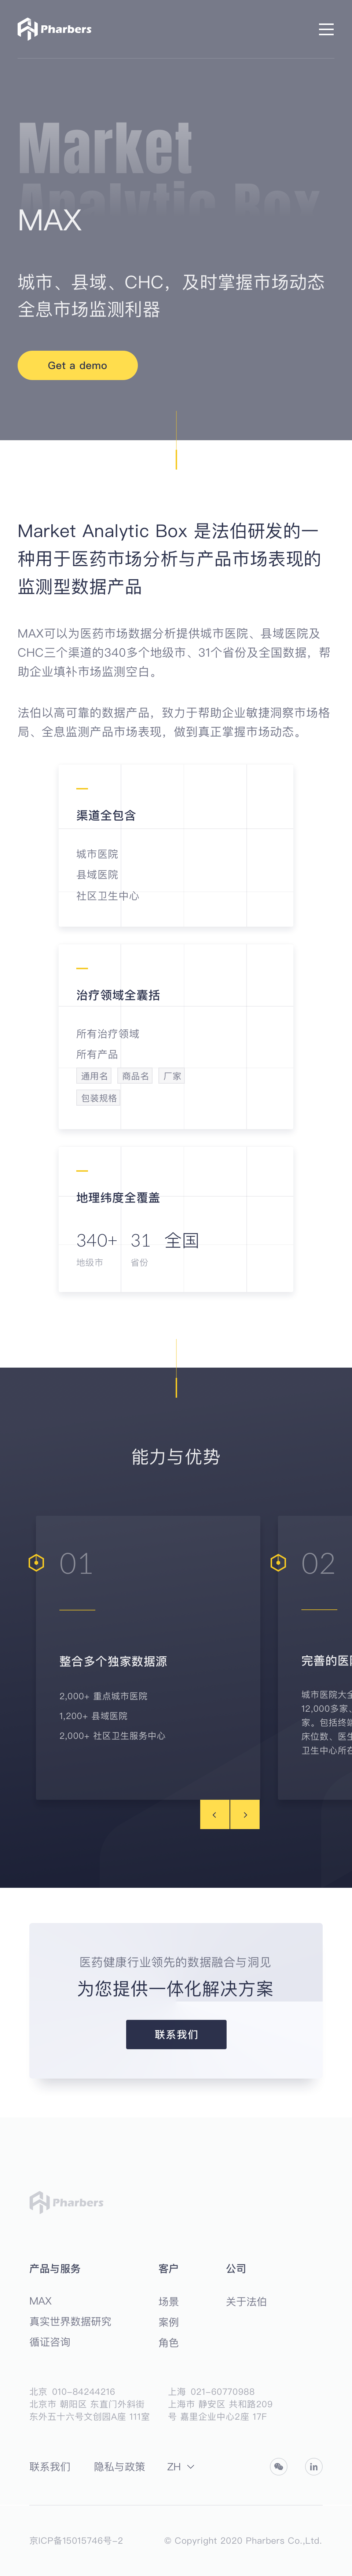 Pharbers
Market
Analytic Box
MAX
城市、县域、CHC，及时掌握市场动态
全息市场监测利器
Get a demo
Market Analytic Box 是法伯研发的一
种用于医药市场分析与产品市场表现的
监测型数据产品
MAX可以为医药市场数据分析提供城市医院、县域医院及
CHC三个渠道的340多个地级市、31个省份及全国数据，帮
助企业填补市场监测空白。
法伯以高可靠的数据产品，致力于帮助企业敏捷洞察市场格
局、全息监测产品市场表现，做到真正掌握市场动态。
渠道全包含
城市医院
县域医院
社区卫生中心
治疗领域全囊括
所有治疗领域
所有产品
通用名 商品名 厂家
包装规格
地理纬度全覆盖
340+ 31 全国
地级市 省份
能力与优势
01
整合多个独家数据源
2,000+ 重点城市医院
1,200+ 县域医院
2,000+ 社区卫生服务中心
02
完善的医
城市医院大全
12,000多家、
家。包括终端
床位数、医生
卫生中心所在
医药健康行业领先的数据融合与洞见
为您提供一体化解决方案
联系我们
Pharbers
产品与服务 客户 公司
MAX 场景 关于法伯
真实世界数据研究 案例
循证咨询 角色
北京 010-84244216
北京市 朝阳区 东直门外斜街
东外五十六号文创园A座 111室
上海 021-60770988
上海市 静安区 共和路209
号 嘉里企业中心2座 17F
联系我们 隐私与政策 ZH
in
京ICP备15015746号-2 © Copyright 2020 Pharbers Co.,Ltd.